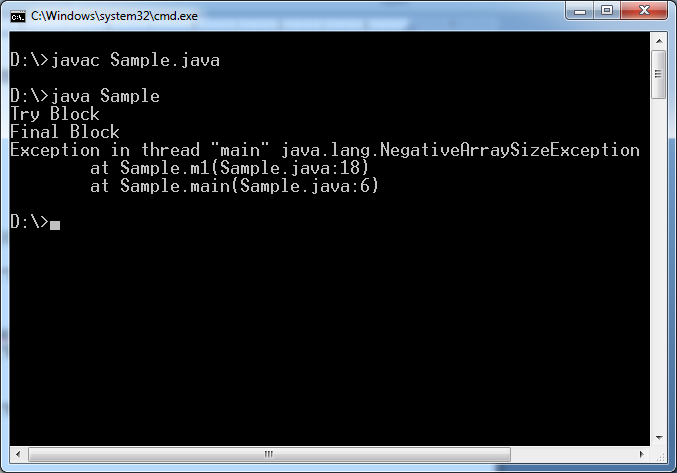 C:\Windows\system32\cmd.exe
D:\>javac Sample.java
D:\>java Sample
Try Block
Final Block
Exception in thread "main" java.lang.NegativeArraySizeException
at Sample.m1(Sample.java:18)
at Sample.main(Sample.java:6)
D:\>